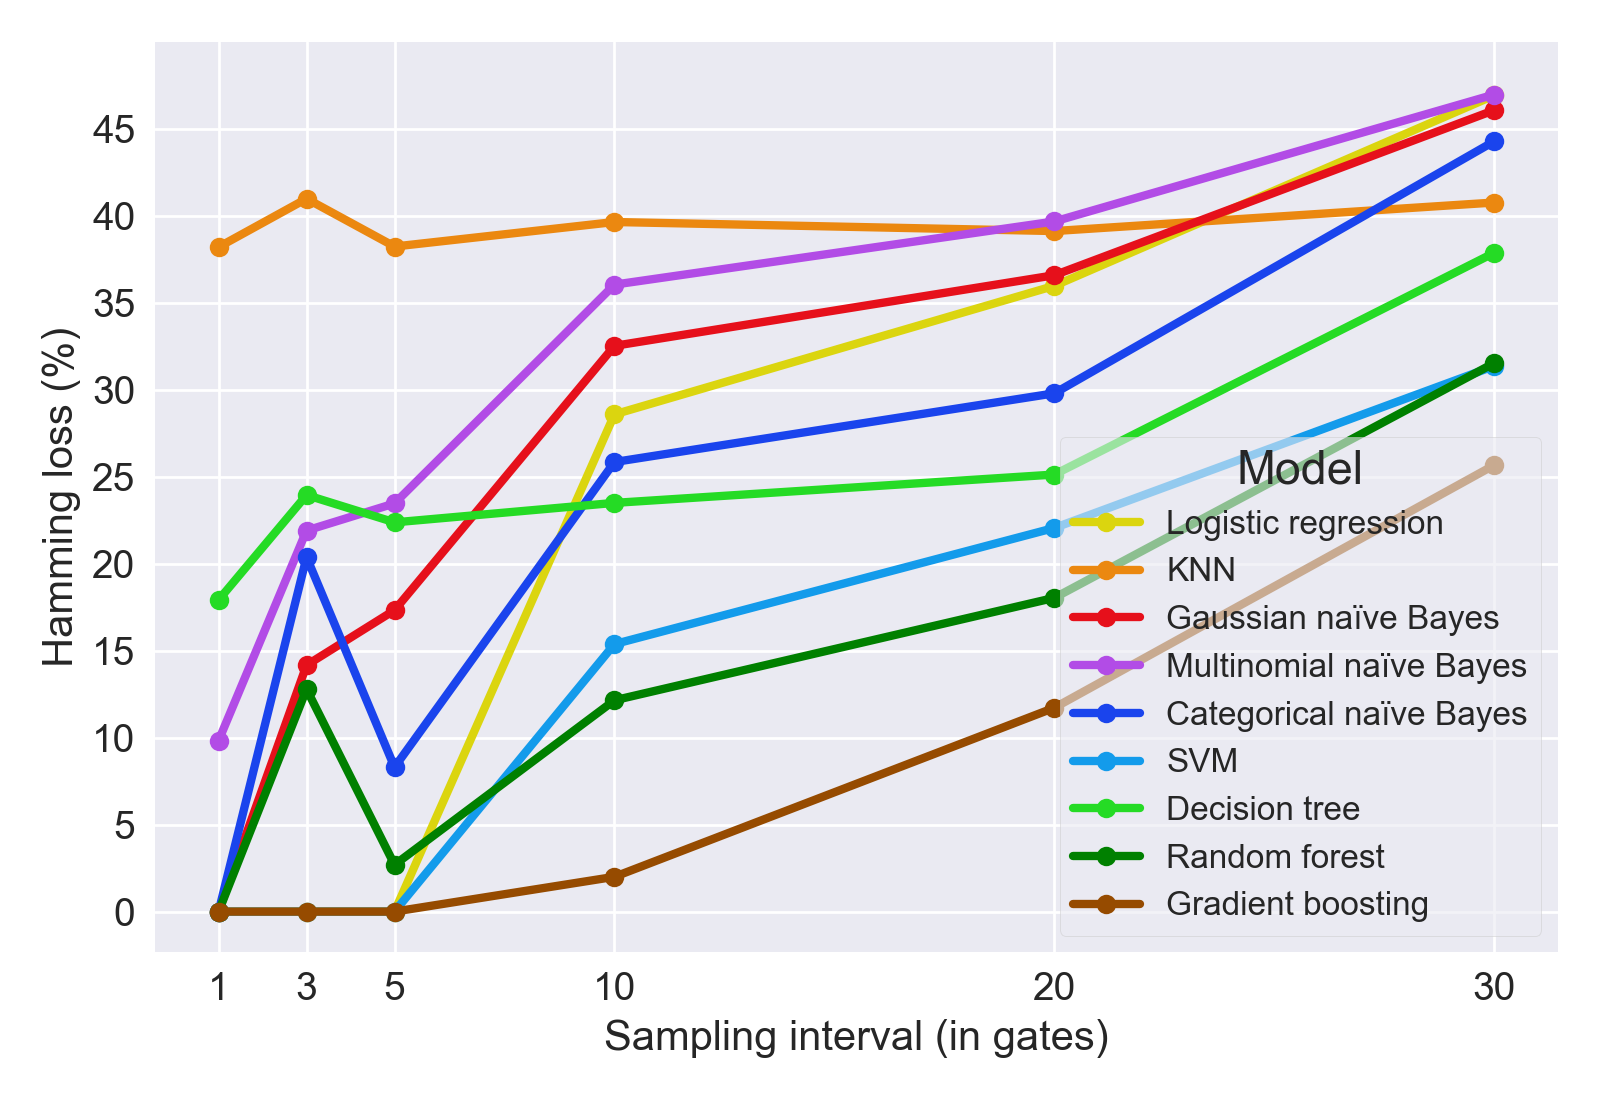 Hamming loss (%)
45
40
35
30
25
20
15
10
5
0
1 3 5 10 20 30
Sampling interval (in gates)
Model
Logistic regression
KNN
Gaussian naïve Bayes
Multinomial naïve Bayes
Categorical naïve Bayes
SVM
Decision tree
Random forest
Gradient boosting